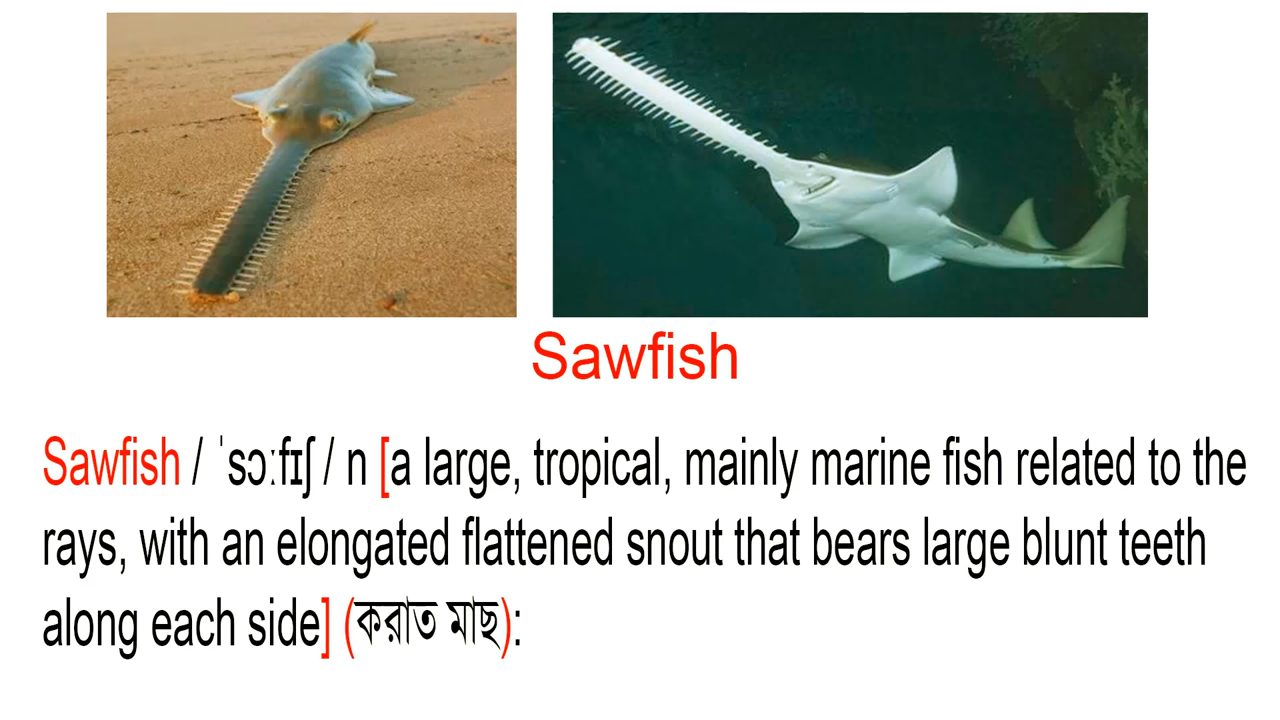 Sawfish
Sawfish / ˈsɔːfɪʃ / n [a large, tropical, mainly marine fish related to the
rays, with an elongated flattened snout that bears large blunt teeth
along each side] (করাত মাছ):